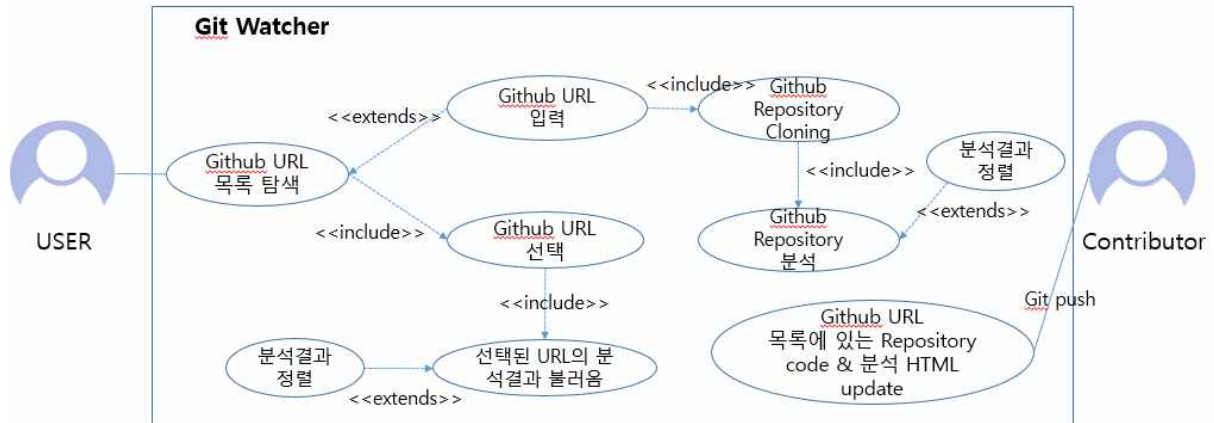 Git Watcher
Github URL
입력
<<include>>
Github
Repository
Cloning
<<extends>>
Github URL
목록 탐색
<<include>>
분석결과
정렬
<<include>>
Github URL
선택
Github
Repository
분석
<<extends>>
USER
Contributor
<<include>>
Git push
Github URL
목록에 있는 Repository
code & 분석 HTML
update
분석결과
정렬
선택된 URL의 분
석결과 불러옴
<<extends>>